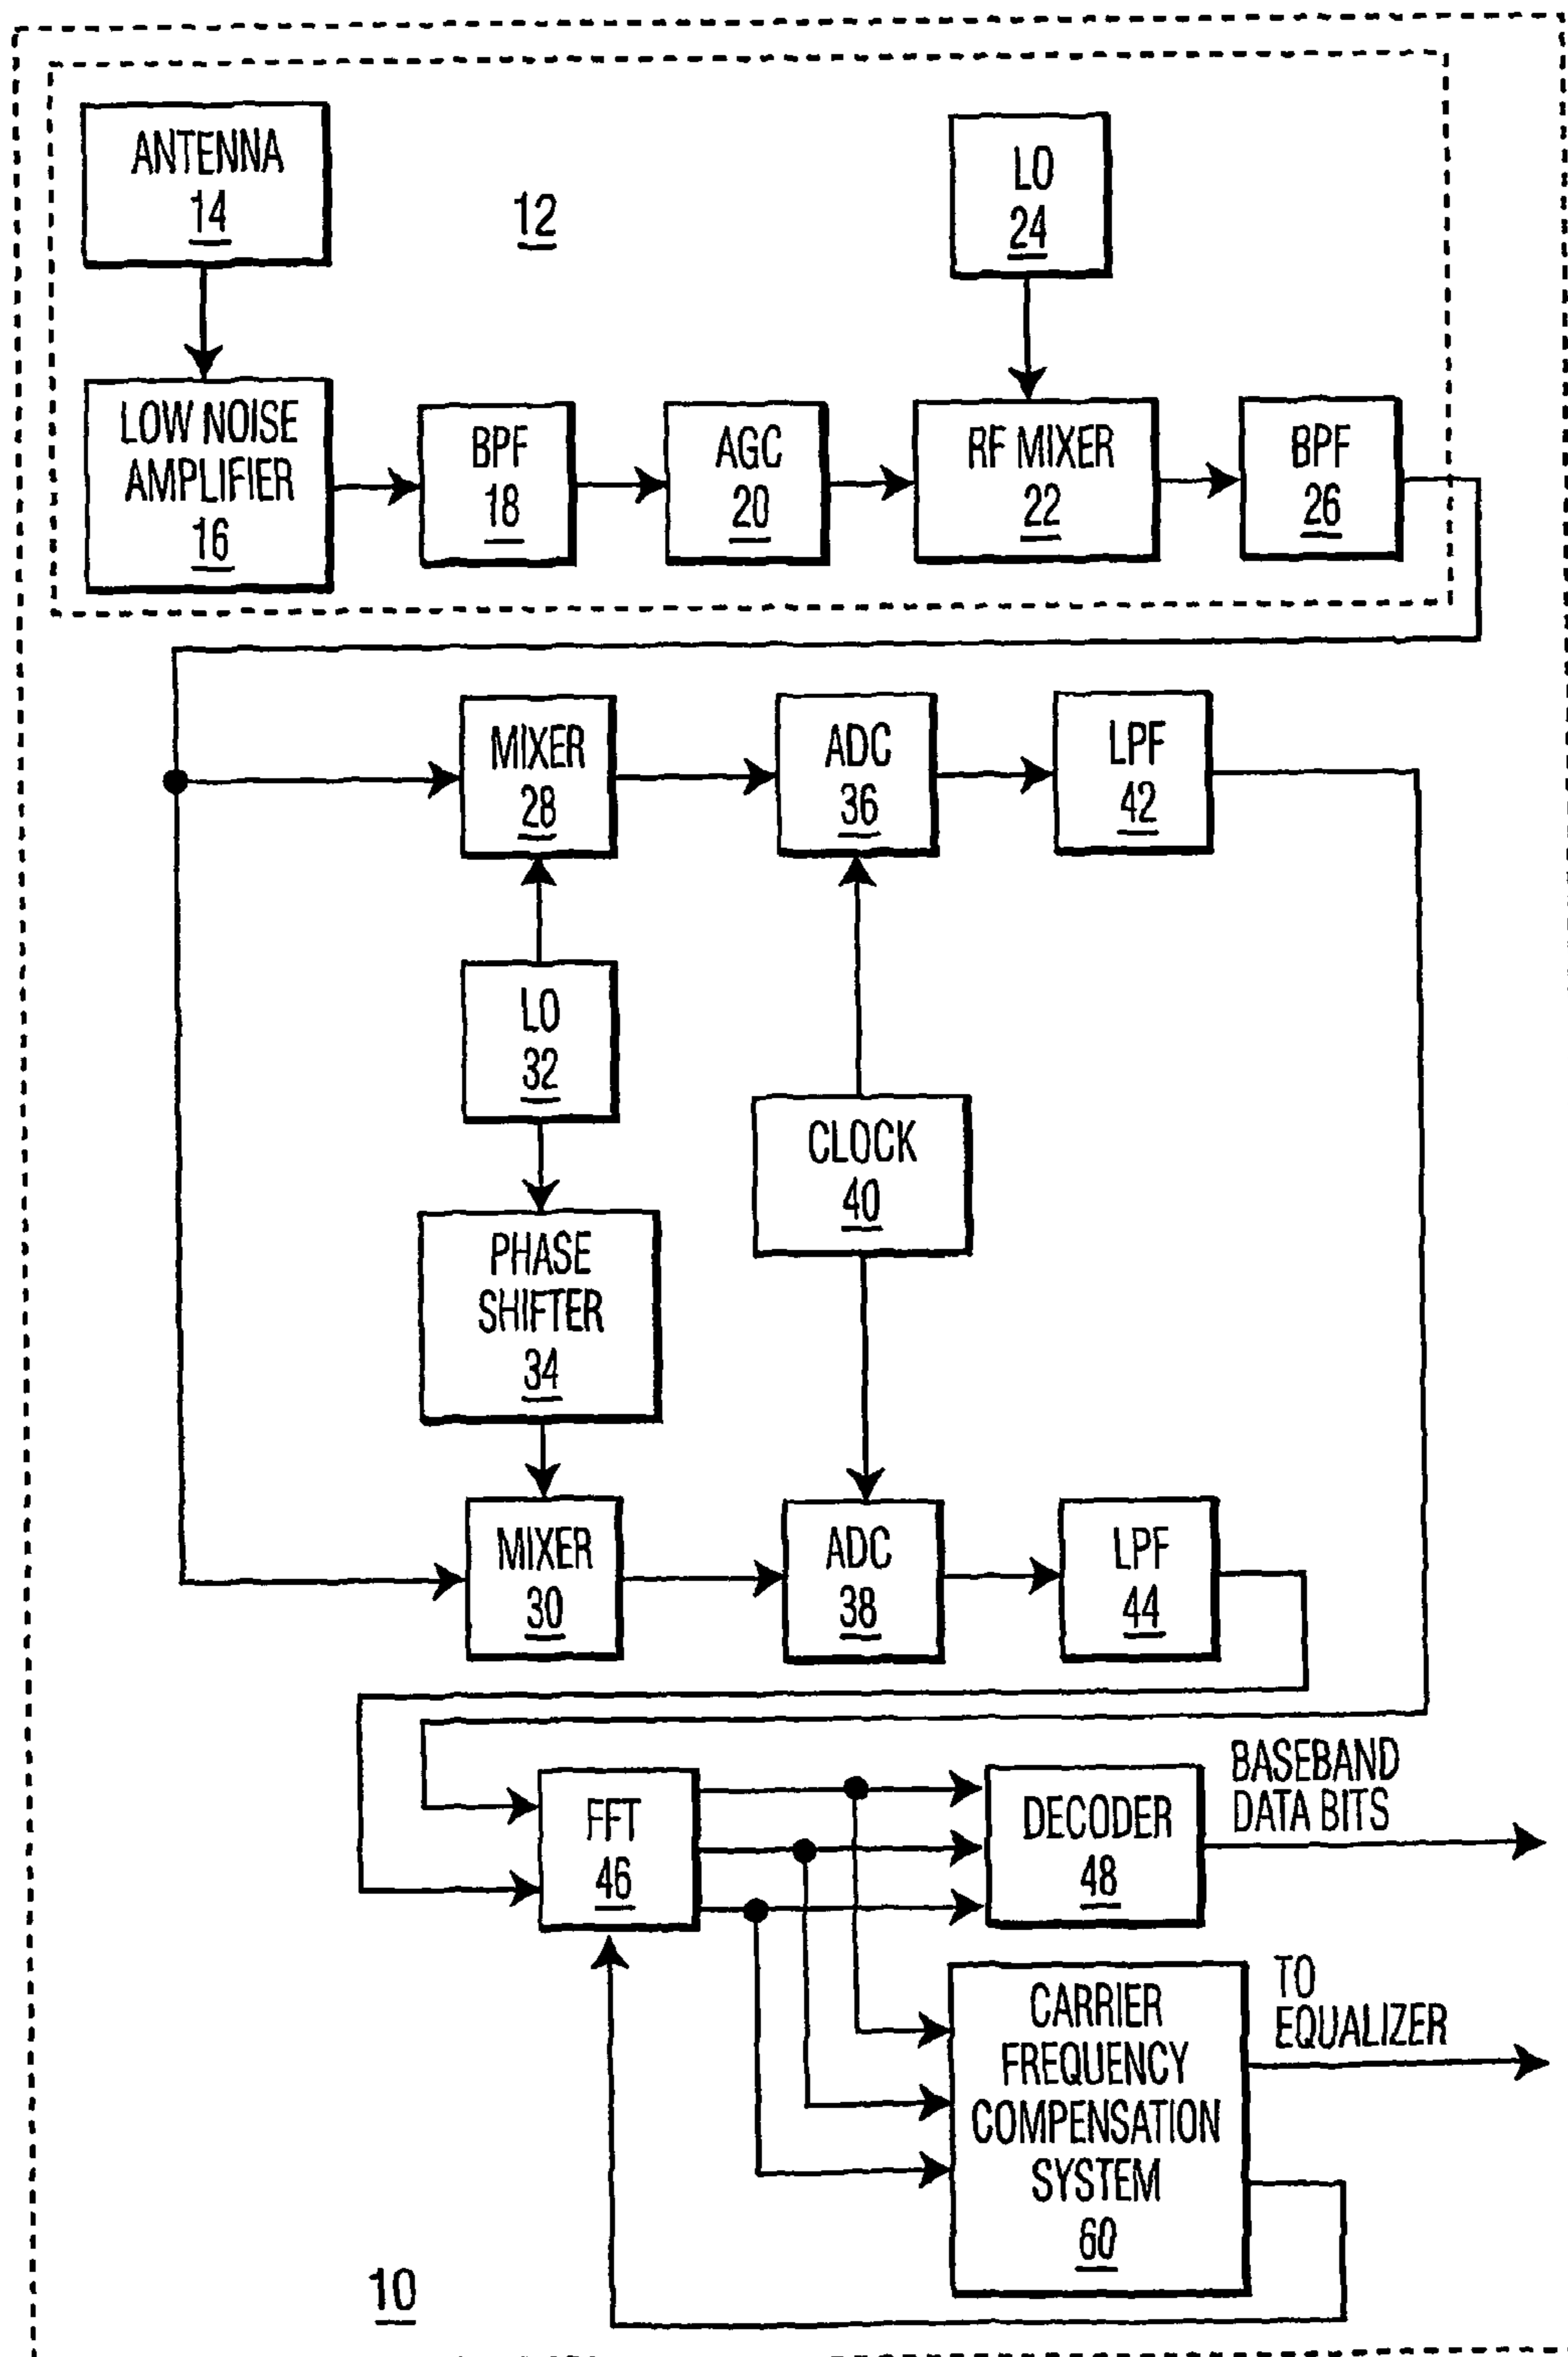 ANTENNA
14
12
LO
24
LOW NOISE
AMPLIFIER
16
BPF
18
AGC
20
RF MIXER
22
BPF
26
MIXER
28
ADC
36
LPF
42
LO
32
CLOCK
40
PHASE
SHIFTER
34
MIXER
30
ADC
38
LPF
44
FFT
46
DECODER
48
BASEBAND
DATA BITS
CARRIER
FREQUENCY
COMPENSATION
SYSTEM
60
TO
EQUALIZER
10